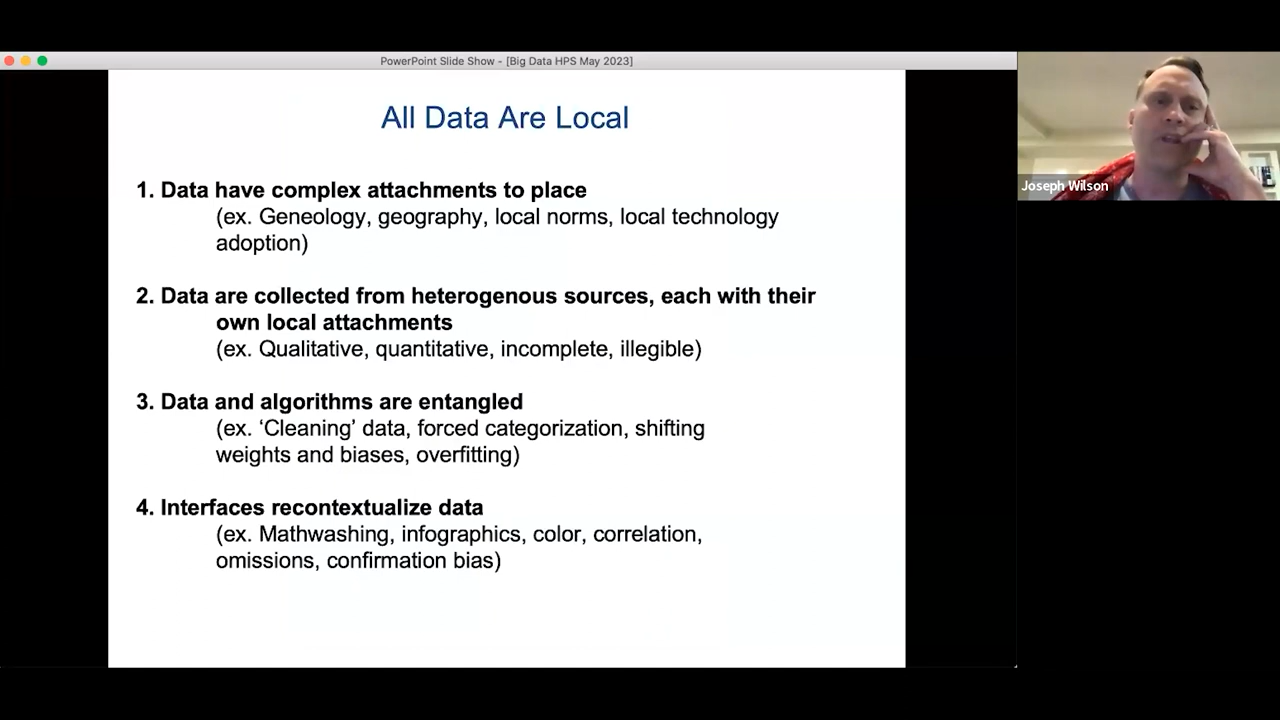 PowerPoint Slide Show - [Big Data HPS May 2023]
All Data Are Local
1. Data have complex attachments to place
(ex. Geneology, geography, local norms, local technology
adoption)
2. Data are collected from heterogenous sources, each with their
own local attachments
(ex. Qualitative, quantitative, incomplete, illegible)
3. Data and algorithms are entangled
(ex. ‘Cleaning’ data, forced categorization, shifting
weights and biases, overfitting)
4. Interfaces recontextualize data
(ex. Mathwashing, infographics, color, correlation,
omissions, confirmation bias)
Joseph Wilson